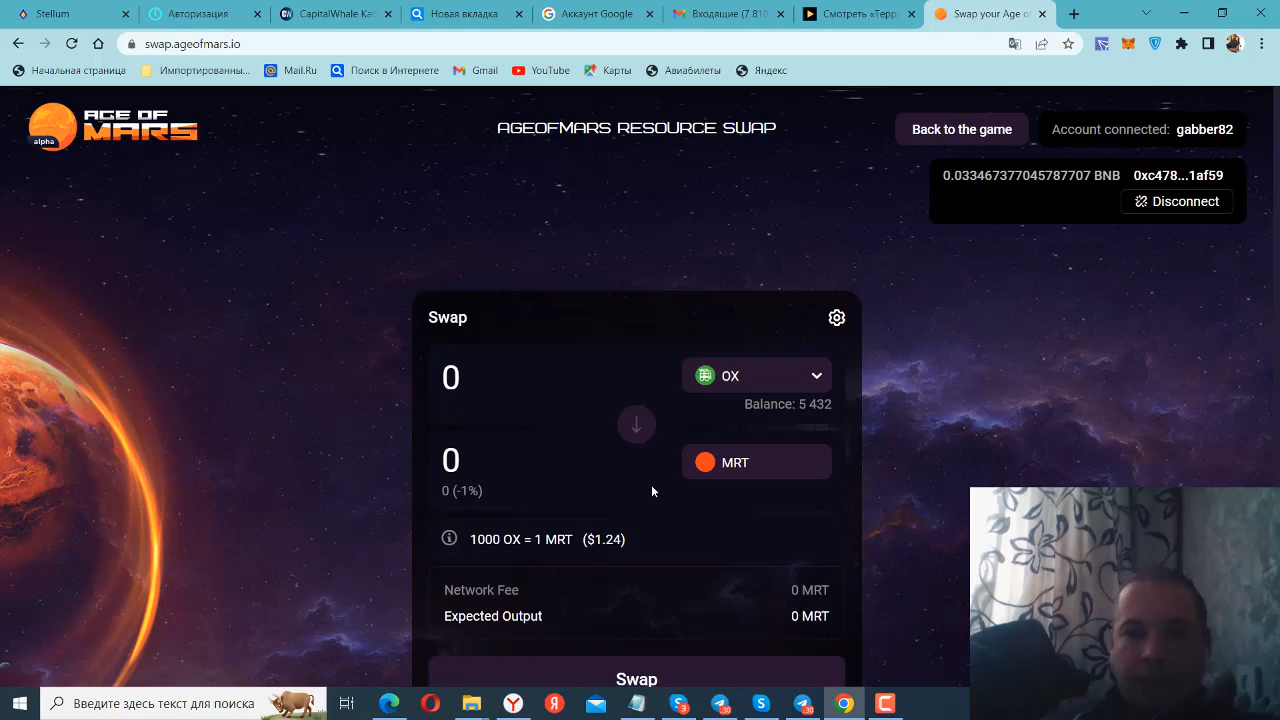 Stellum
Авторизация
CapitalWhale Каб
Новая вкладка
Аккаунт Google
Входящие (7 810
Смотреть «Терр
Swap your Age o
swap.ageofmars.io
Начальная страница
Импортированны...
Mail.Ru
Поиск в Интернете
Gmail
YouTube
Карты
Авиабилеты
Яндекс
AGE OF
MARS
alpha
AGEOFMARS RESOURCE SWAP
Back to the game
Account connected: gabber82
0.033467377045787707 BNB 0xc478...1af59
Disconnect
Swap
0
OX
Balance: 5 432
0
MRT
0 (-1%)
1000 OX = 1 MRT ($1.24)
Network Fee 0 MRT
Expected Output 0 MRT
Swap
Введите здесь текст для поиска